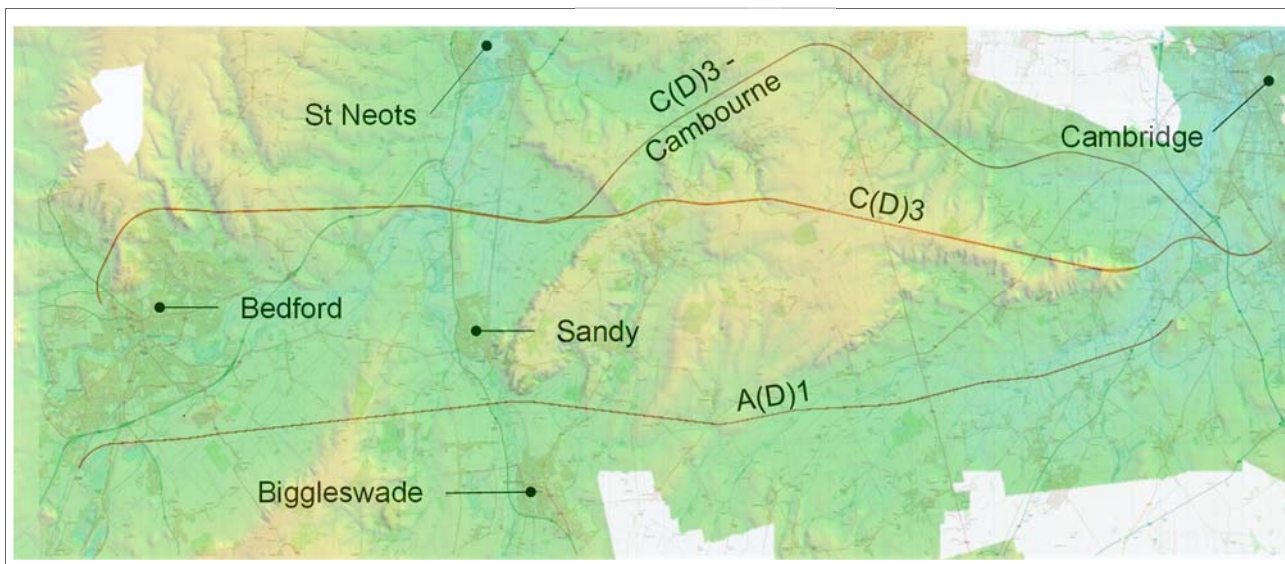 St Neots
C(D)3 -
Cambourne
Cambridge
C(D)3
Bedford
Sandy
A(D)1
Biggleswade